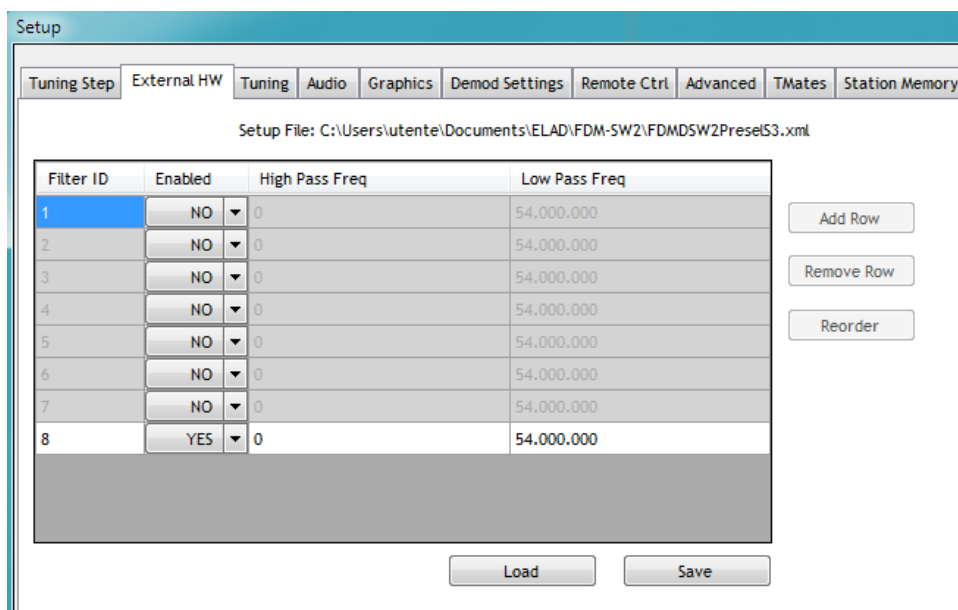 Setup
Tuning Step External HW Tuning Audio Graphics Demod Settings Remote Ctrl Advanced TMates Station Memory
Setup File: C:\Users\utente\Documents\ELAD\FDM-SW2\FDMDSW2PreselS3.xml
Filter ID Enabled High Pass Freq Low Pass Freq
1 NO 0 54.000.000
Add Row
2 NO 0 54.000.000
3 NO 0 54.000.000
Remove Row
4 NO 0 54.000.000
Reorder
5 NO 0 54.000.000
6 NO 0 54.000.000
7 NO 0 54.000.000
8 YES 0 54.000.000
Load Save